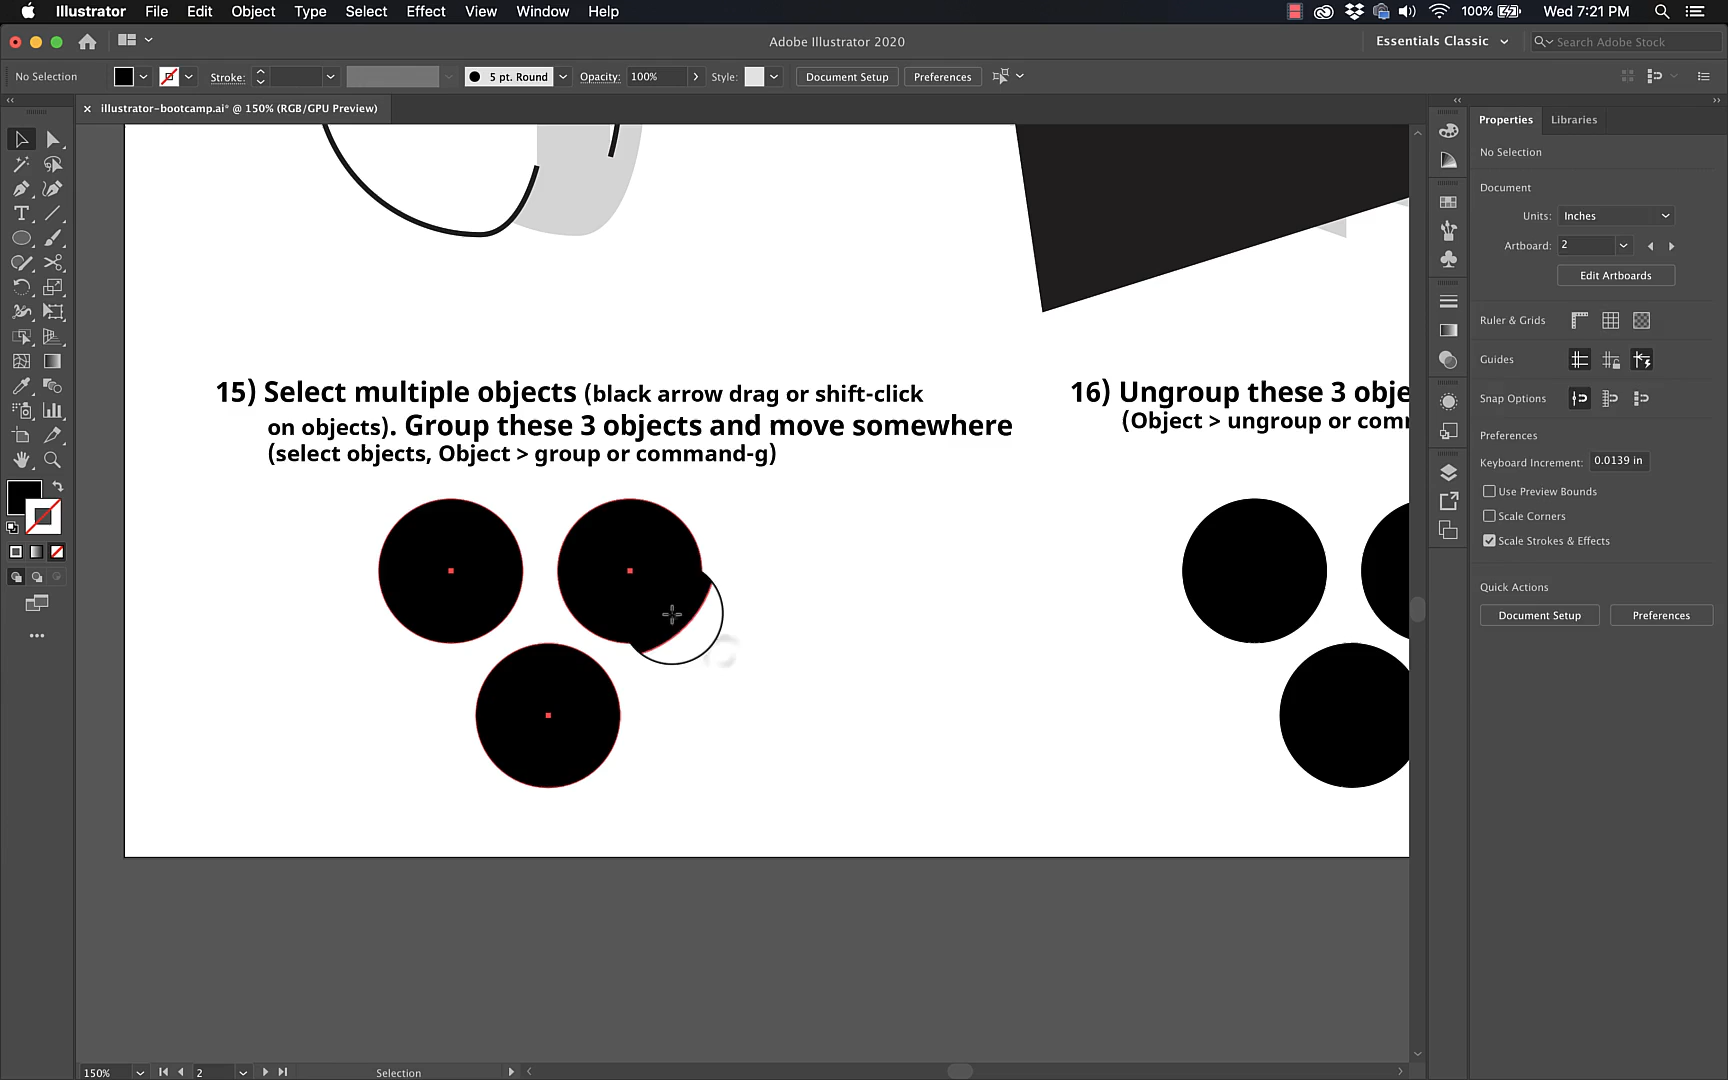 Illustrator File Edit Object Type Select Effect View Window Help 100% Wed 7:21 PM
Adobe Illustrator 2020 Essentials Classic Search Adobe Stock
No Selection Stroke: 5 pt. Round Opacity: 100% Style: Document Setup Preferences
illustrator-bootcamp.ai* @ 150% (RGB/GPU Preview)
Properties Libraries
No Selection
Document
Units: Inches
Artboard: 2
Edit Artboards
Ruler & Grids
Guides
Snap Options
Preferences
Keyboard Increment: 0.0139 in
Use Preview Bounds
Scale Corners
Scale Strokes & Effects
Quick Actions
Document Setup Preferences
15) Select multiple objects (black arrow drag or shift-click
on objects). Group these 3 objects and move somewhere
(select objects, Object > group or command-g)
16) Ungroup these 3 obje
(Object > ungroup or com
150% 2 Selection